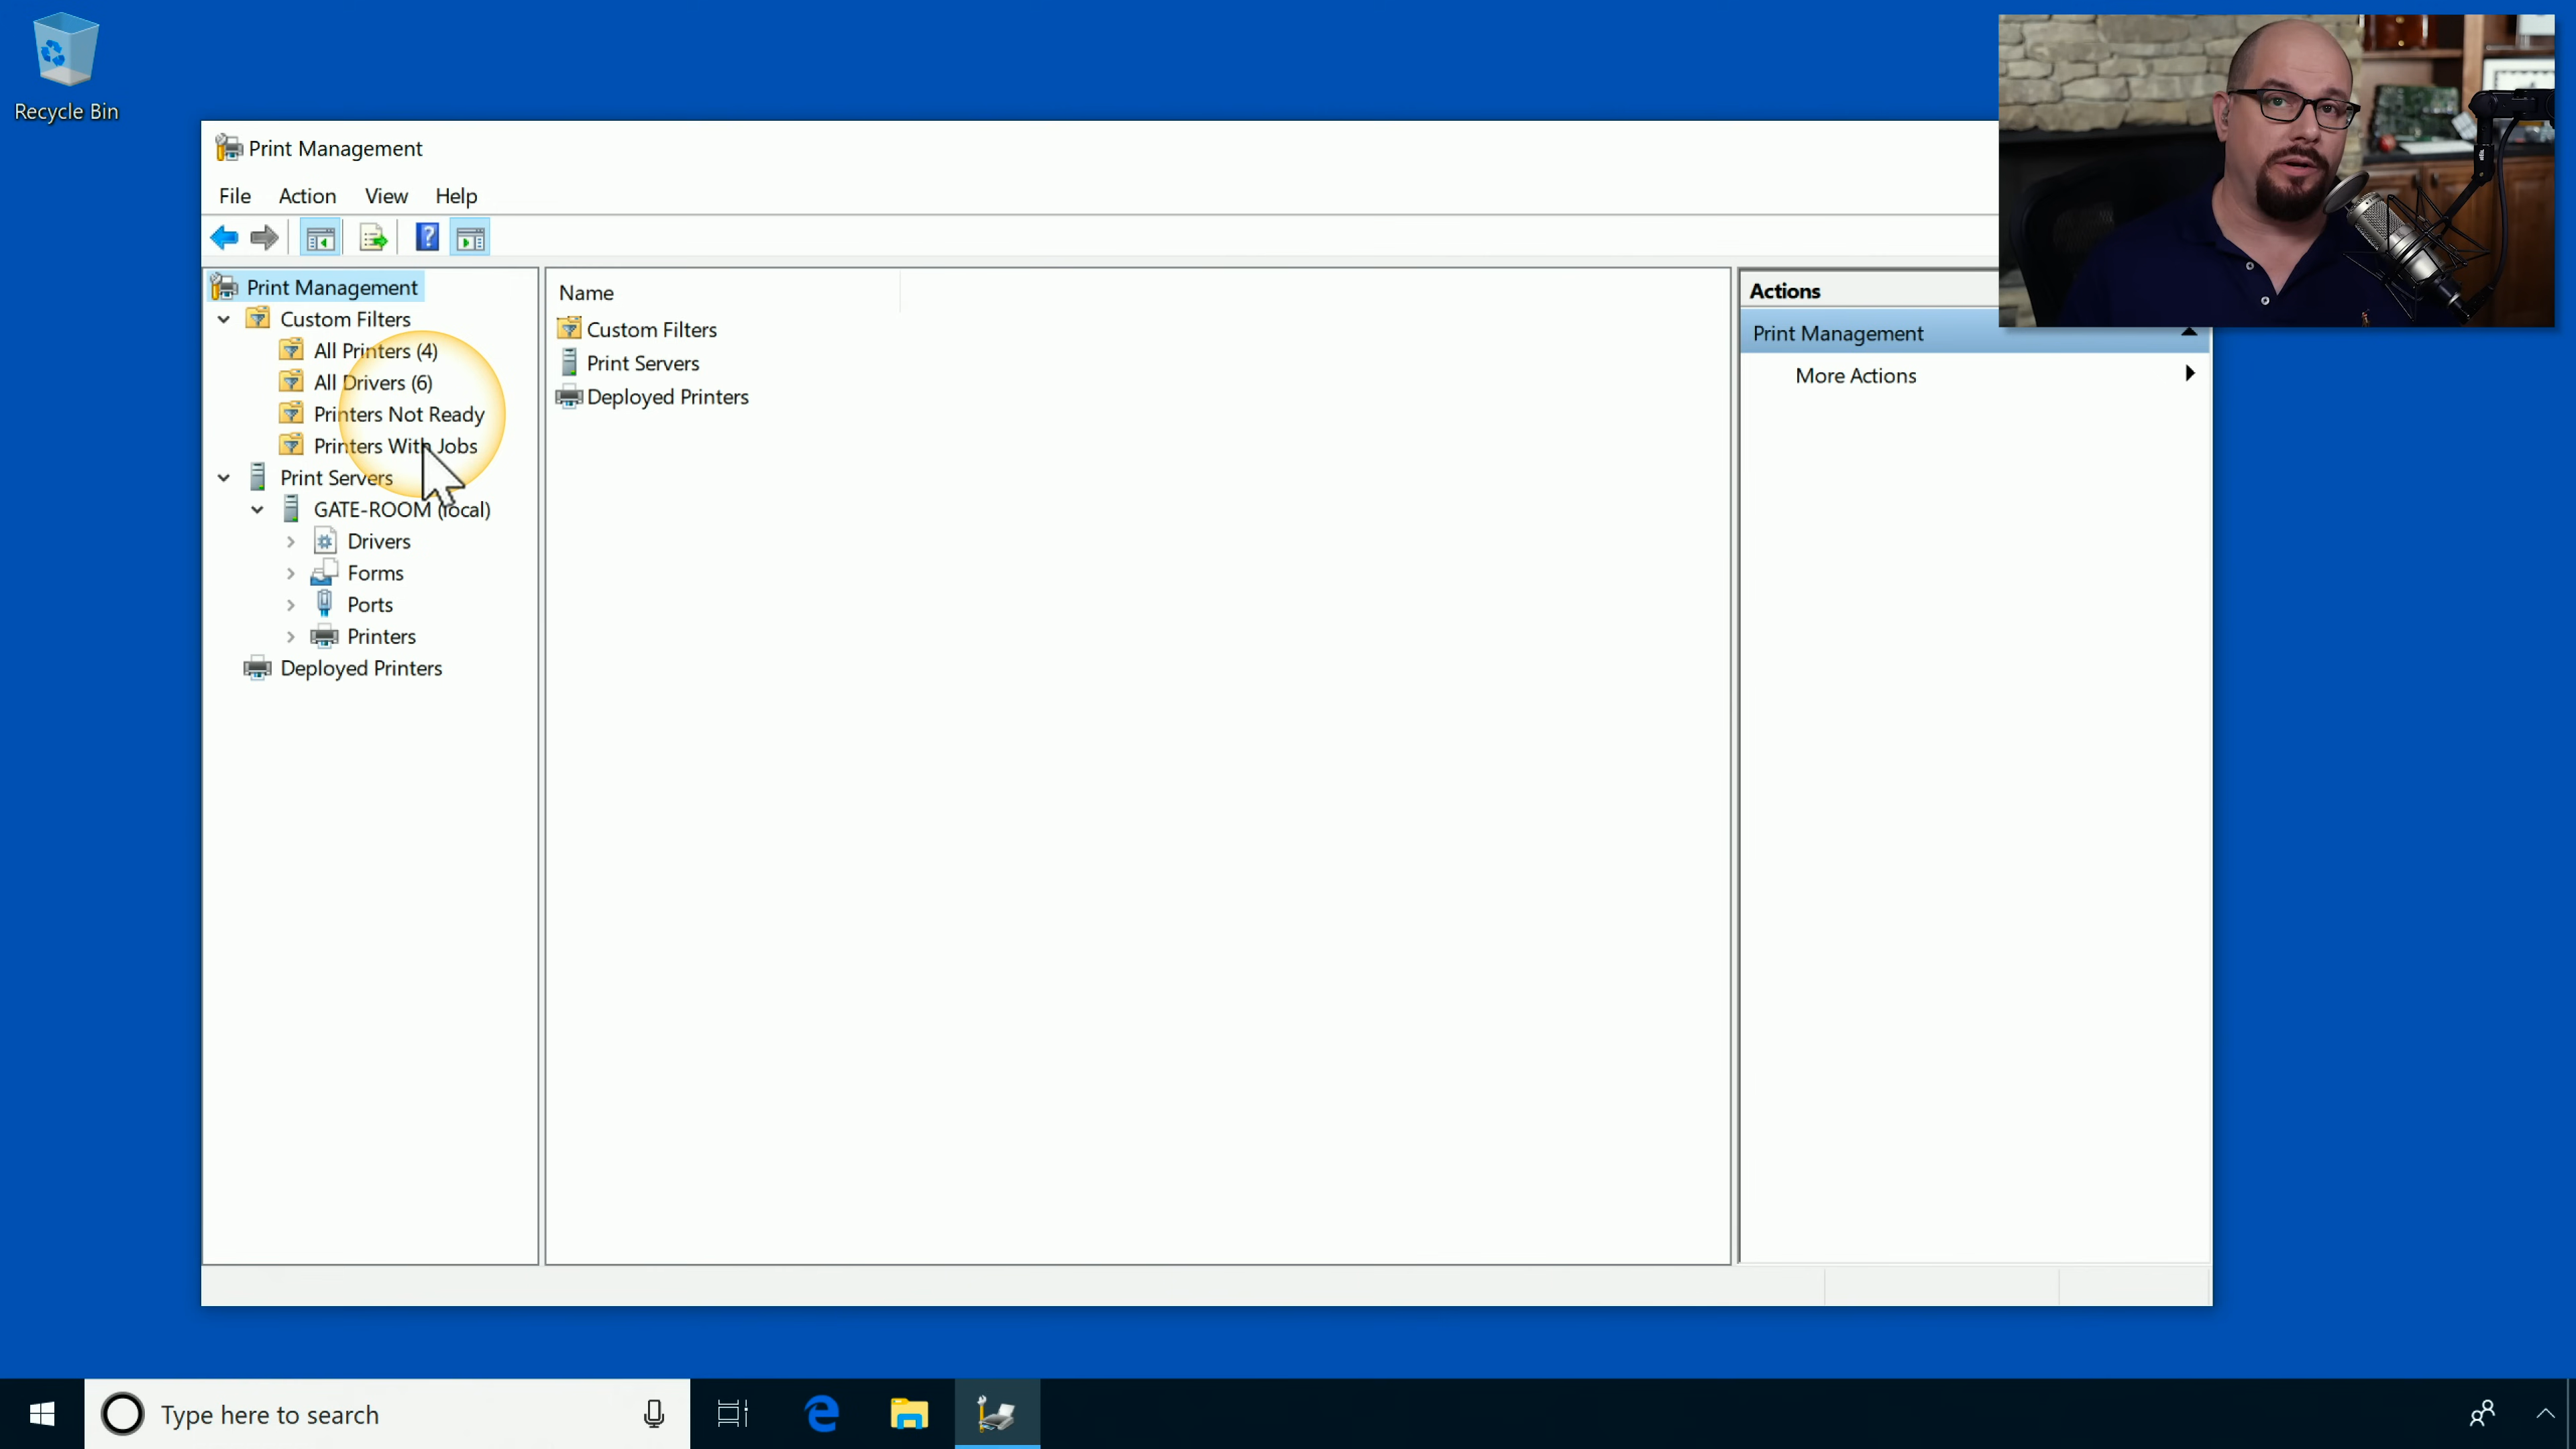 Recycle Bin
Print Management
File Action View Help
Print Management
Custom Filters
All Printers (4)
All Drivers (6)
Printers Not Ready
Printers With Jobs
Print Servers
GATE-ROOM (local)
Drivers
Forms
Ports
Printers
Deployed Printers
Name
Custom Filters
Print Servers
Deployed Printers
Actions
Print Management
More Actions
Type here to search